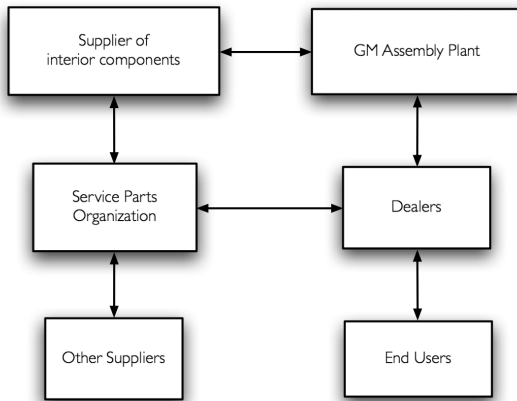 Supplier of
interior components
GM Assembly Plant
Service Parts
Organization
Dealers
Other Suppliers
End Users